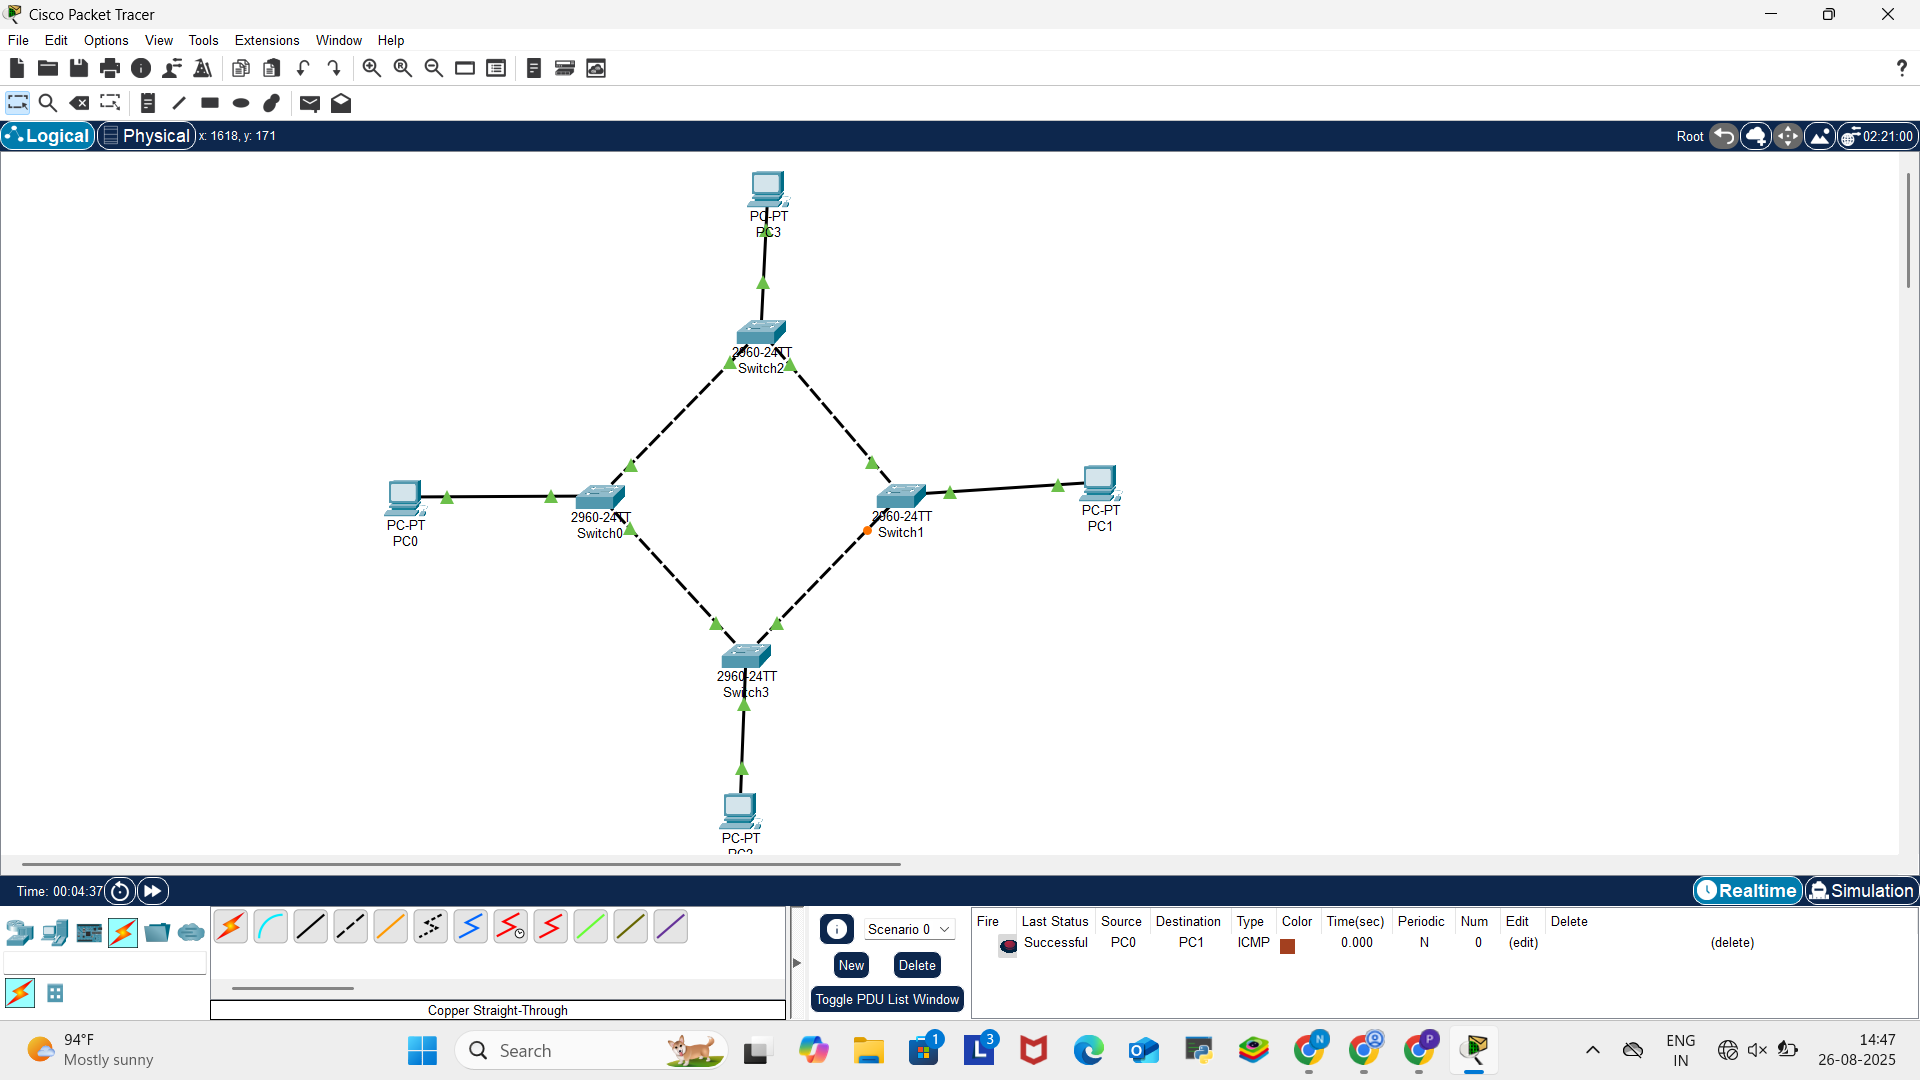 Cisco Packet Tracer
File Edit Options View Tools Extensions Window Help
?
Logical Physical x: 1618, y: 171 Root 02:21:00
PC-PT
PC3
2960-24TT
Switch2
PC-PT
PC0
2960-24TT
Switch0
2960-24TT
Switch1
PC-PT
PC1
2960-24TT
Switch3
PC-PT
PC2
Time: 00:04:37 Realtime Simulation
Scenario 0
New Delete
Toggle PDU List Window
Fire Last Status Source Destination Type Color Time(sec) Periodic Num Edit Delete
Successful PC0 PC1 ICMP 0.000 N 0 (edit) (delete)
Copper Straight-Through
94°F
Mostly sunny
Search
1
L 3
N
P
ENG
IN
14:47
26-08-2025